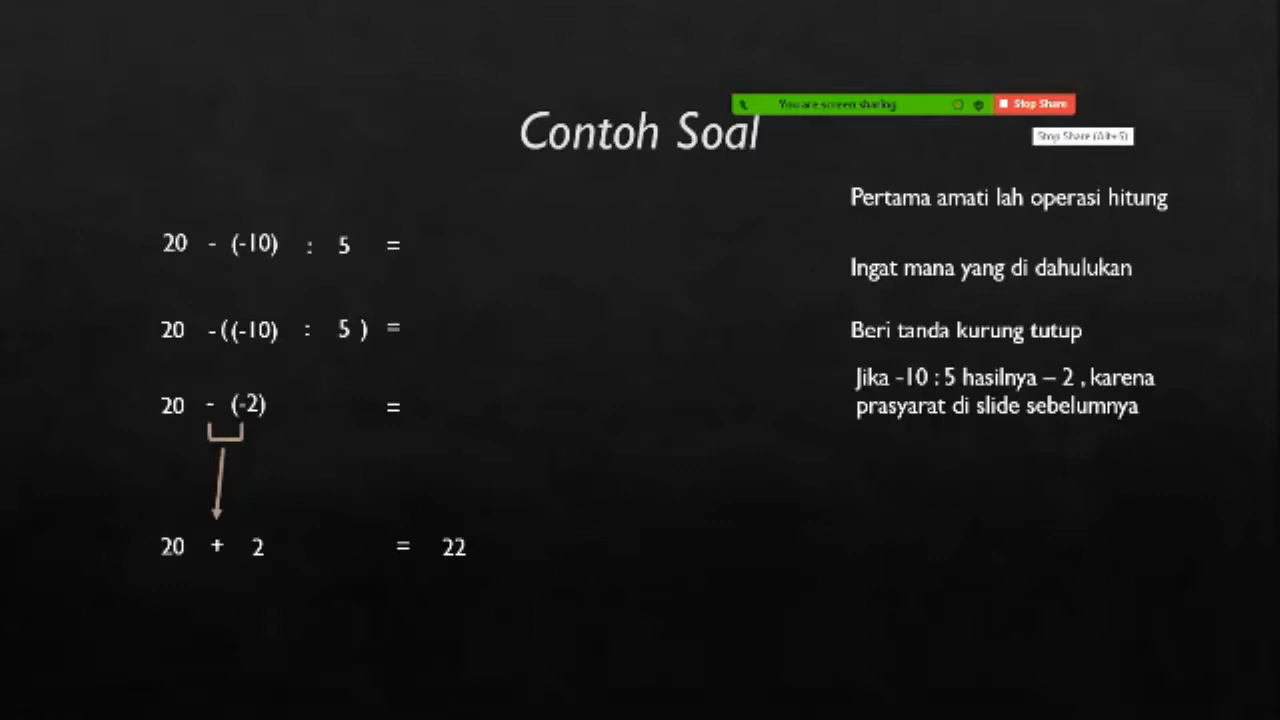 You are screen sharing
Stop Share
Contoh Soal
Stop Share (Alt+S)
Pertama amati lah operasi hitung
20 - (-10) : 5 =
Ingat mana yang di dahulukan
20 -((-10) : 5 ) =
Beri tanda kurung tutup
Jika -10 : 5 hasilnya – 2 , karena
prasyarat di slide sebelumnya
20 - (-2) =
20 + 2 = 22